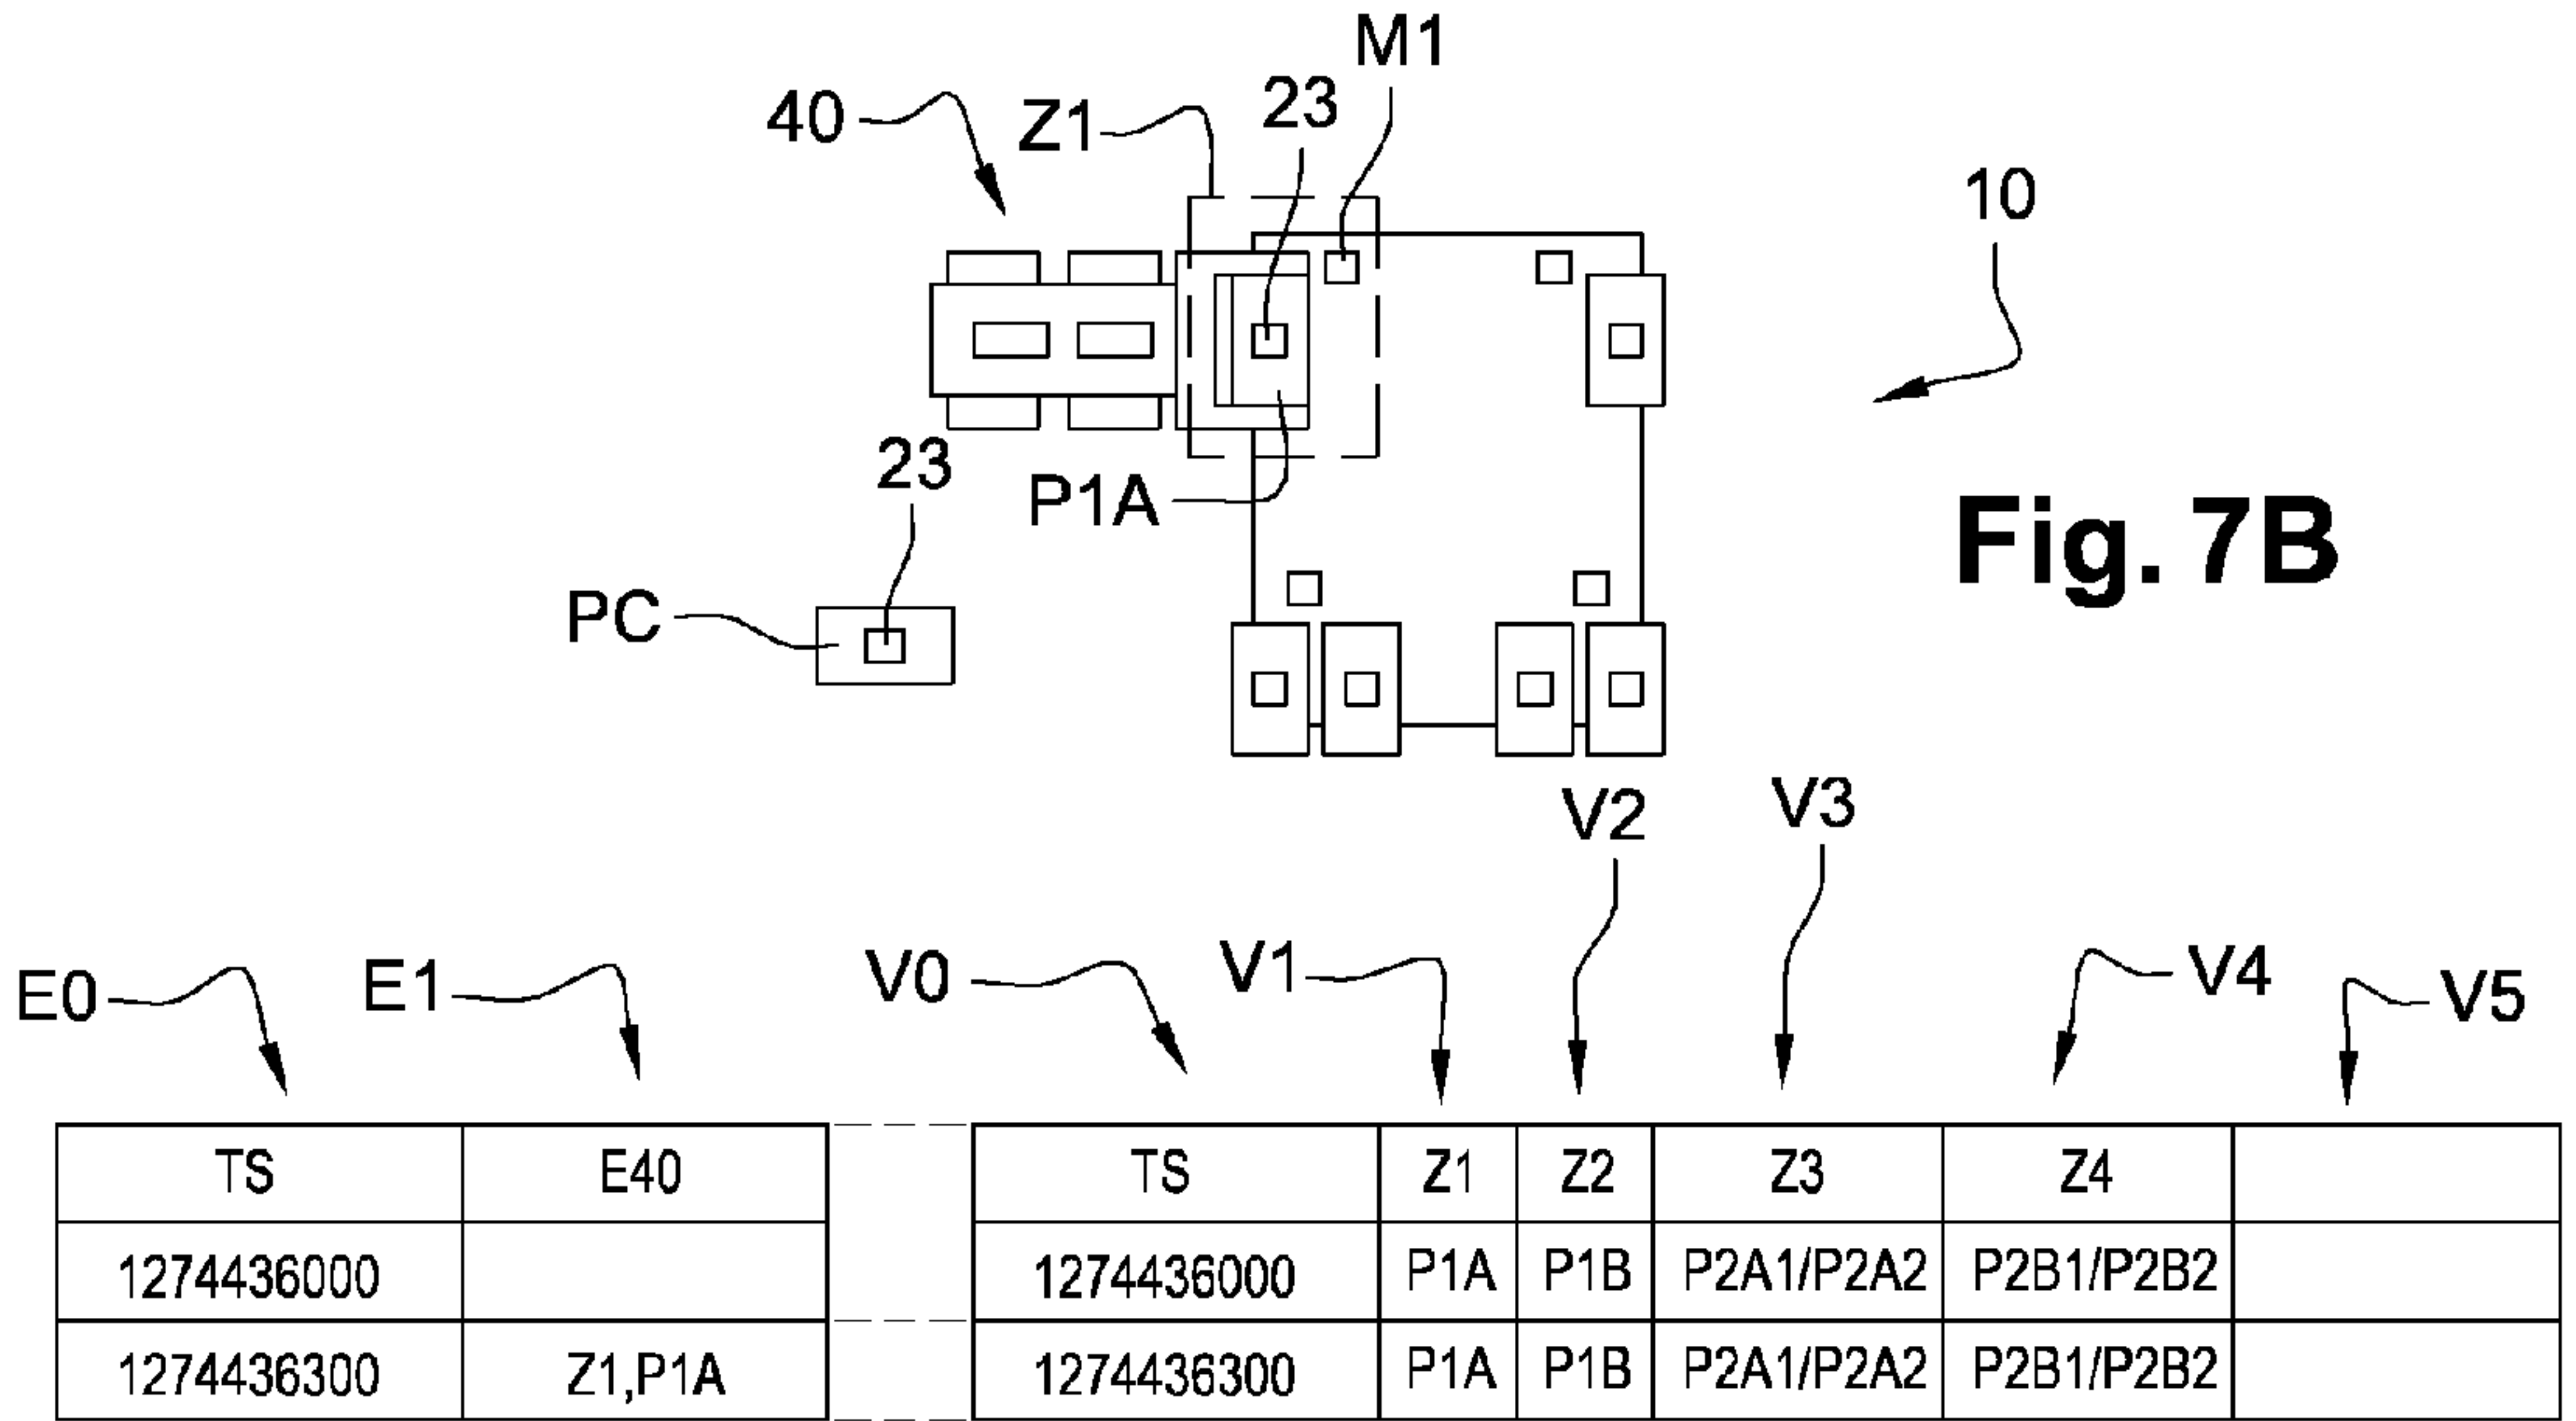 M1
40
Z1
23
10
P1A
23
Fig. 7B
PC
V2
V3
E0
E1
V0
V1
V4
V5
TS E40 TS Z1 Z2 Z3 Z4
1274436000 1274436000 P1A P1B P2A1/P2A2 P2B1/P2B2
1274436300 Z1,P1A 1274436300 P1A P1B P2A1/P2A2 P2B1/P2B2